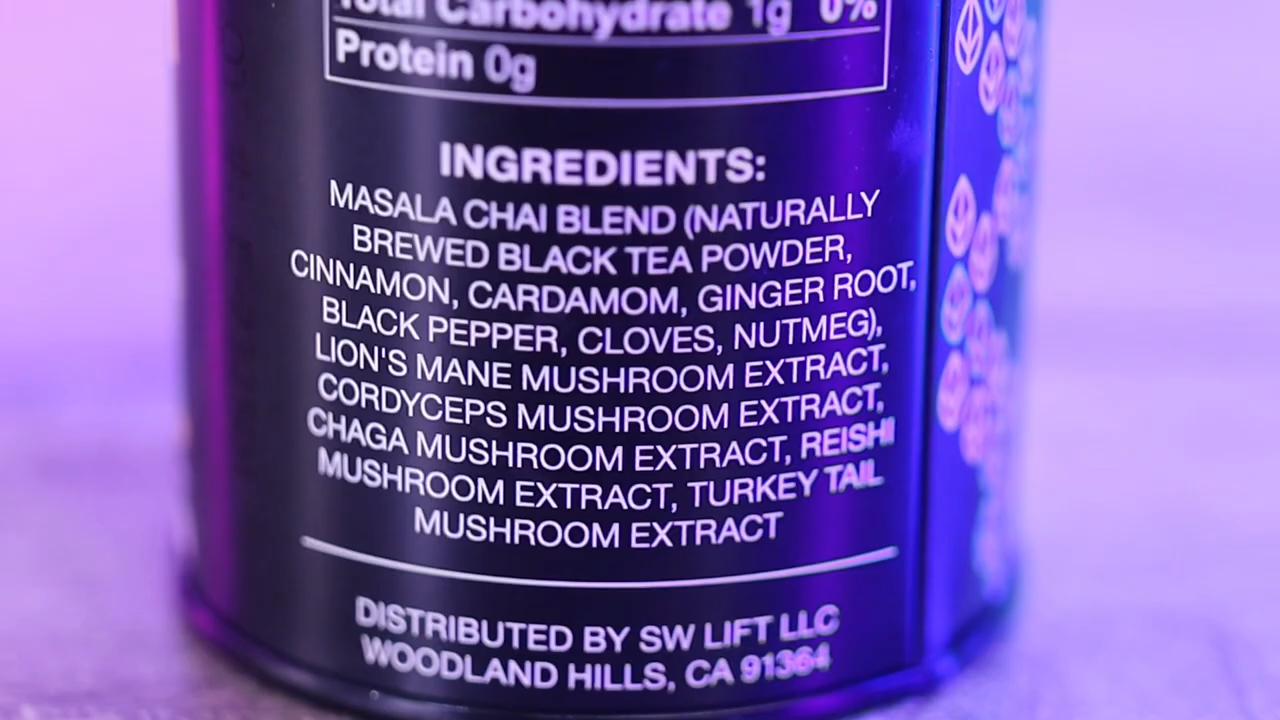 Total Carbohydrate 1g 0%
Protein 0g
INGREDIENTS:
MASALA CHAI BLEND (NATURALLY
BREWED BLACK TEA POWDER,
CINNAMON, CARDAMOM, GINGER ROOT,
BLACK PEPPER, CLOVES, NUTMEG),
LION'S MANE MUSHROOM EXTRACT,
CORDYCEPS MUSHROOM EXTRACT,
CHAGA MUSHROOM EXTRACT, REISHI
MUSHROOM EXTRACT, TURKEY TAIL
MUSHROOM EXTRACT
DISTRIBUTED BY SW LIFT LLC
WOODLAND HILLS, CA 91364